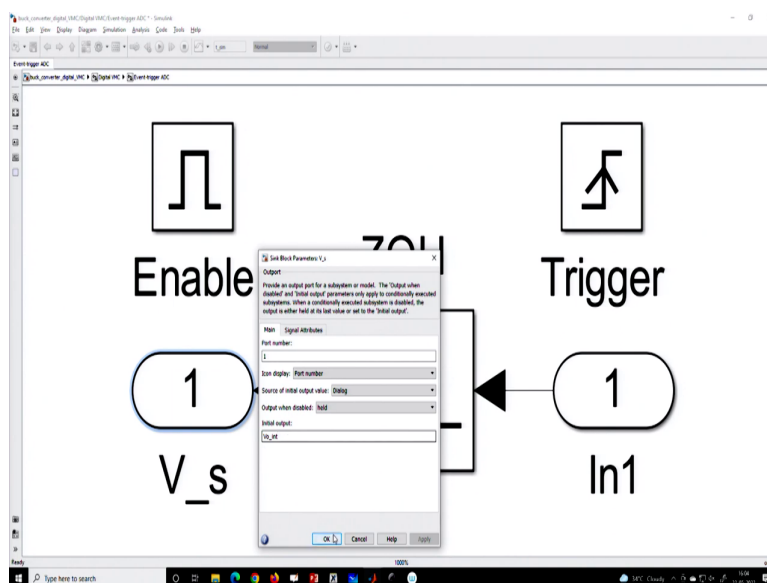 buck_converter_digital_VMC/Digital VMC/Event-trigger ADC * - Simulink
File Edit View Display Diagram Simulation Analysis Code Tools Help
t_sim Normal
Event-trigger ADC
buck_converter_digital_VMC Digital VMC Event-trigger ADC
ZOH
Enable
Trigger
Sink Block Parameters: V_s
Outport
Provide an output port for a subsystem or model. The 'Output when
disabled' and 'Initial output' parameters only apply to conditionally executed
subsystems. When a conditionally executed subsystem is disabled, the
output is either held at its last value or set to the 'Initial output'.
Main Signal Attributes
Port number:
1
Icon display: Port number
Source of initial output value: Dialog
Output when disabled: held
Initial output:
Vo_int
OK Cancel Help Apply
1
V_s
1
In1
Ready 1000%
Type here to search
34°C Cloudy
16:04